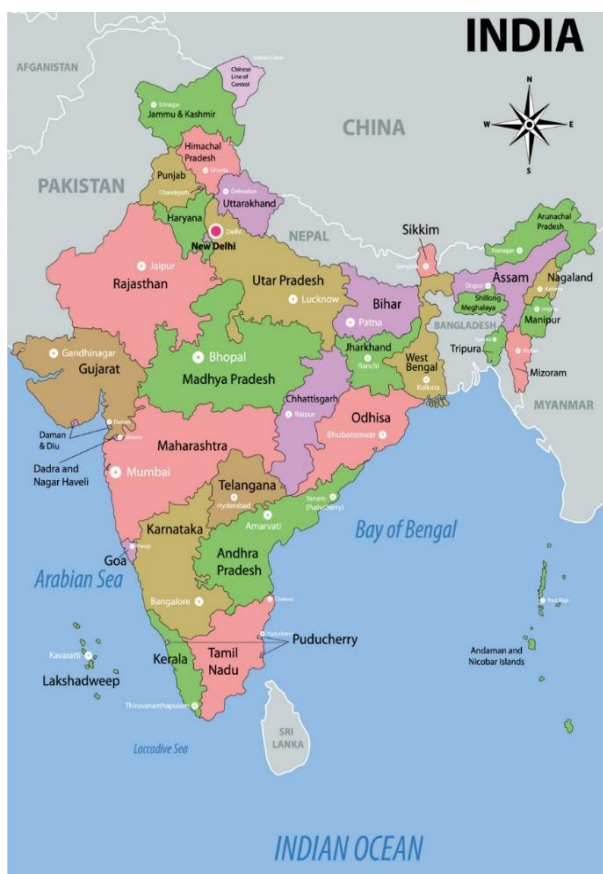 INDIA
AFGANISTAN
Chinese
Line of
Control
Srinagar
Jammu & Kashmir
CHINA
N
W
E
S
Himachal
Pradesh
Shimla
Punjab
Chandigarh
PAKISTAN
Dehradun
Uttarakhand
Haryana
Delhi
New Delhi
NEPAL
Sikkim
Gangtok
Arunachal
Pradesh
Itanagar
Jaipur
Rajasthan
Utar Pradesh
Lucknow
Assam
Dispur
Nagaland
Kohima
Bihar
Patna
Shillong
Meghalaya
Imphal
Manipur
BANGLADESH
Gandhinagar
Gujarat
Bhopal
Madhya Pradesh
Jharkhand
Ranchi
West
Bengal
Kolkata
Tripura
Mizoram
MYANMAR
Chhattisgarh
Raipur
Daman
& Diu
Daman
Dadra and
Nagar Haveli
Odhisa
Bhubaneswar
Maharashtra
Mumbai
Telangana
Hyderabad
Yanam
(Puducherry)
Amarvati
Karnataka
Andhra
Pradesh
Bay of Bengal
Goa
Arabian Sea
Bangalore
Chennai
Puducherry
Puducherry
Port Blair
Kavaratti
Lakshadweep
Kerala
Tamil
Nadu
Andaman and
Nicobar Islands
Thiruvananthapuram
SRI
LANKA
Laccadive Sea
INDIAN OCEAN